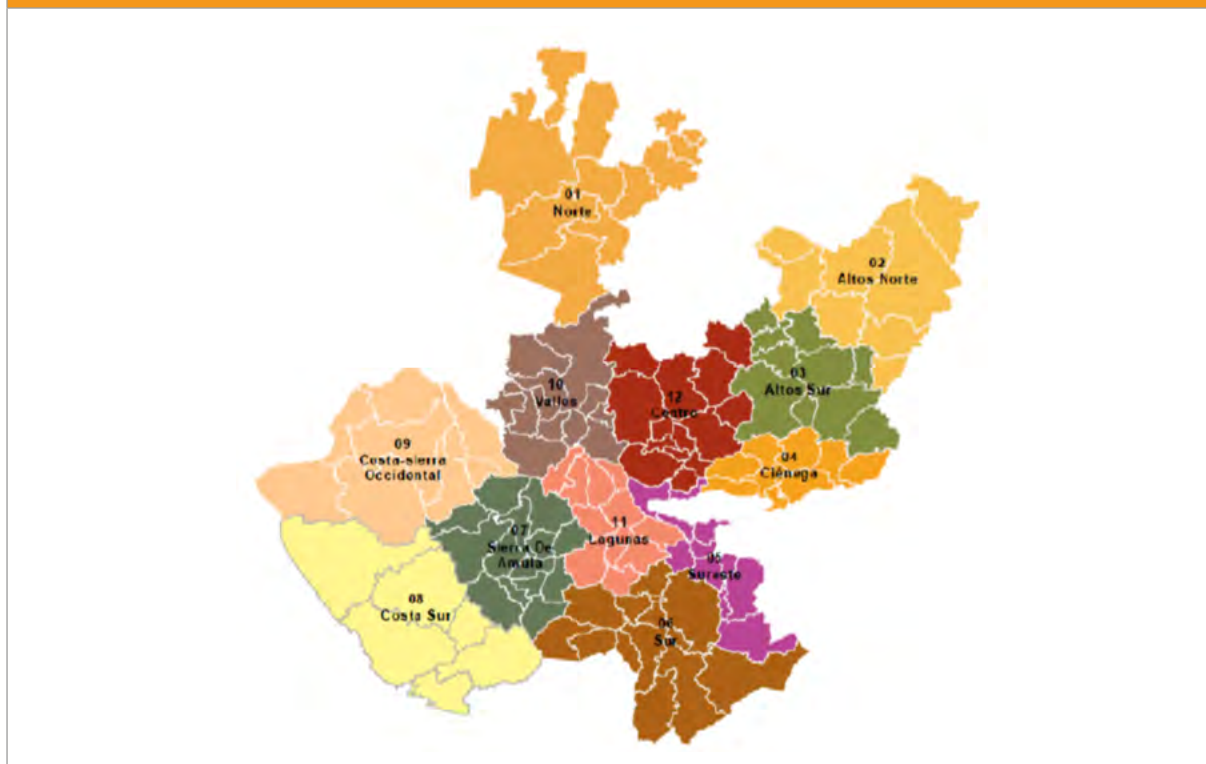 01
Norte
02
Altos Norte
03
Altos Sur
10
Valles
12
Centro
09
Costa-sierra
Occidental
04
Ciénega
11
Lagunas
07
Sierra De
Amula
05
Sureste
08
Costa Sur
06
Sur